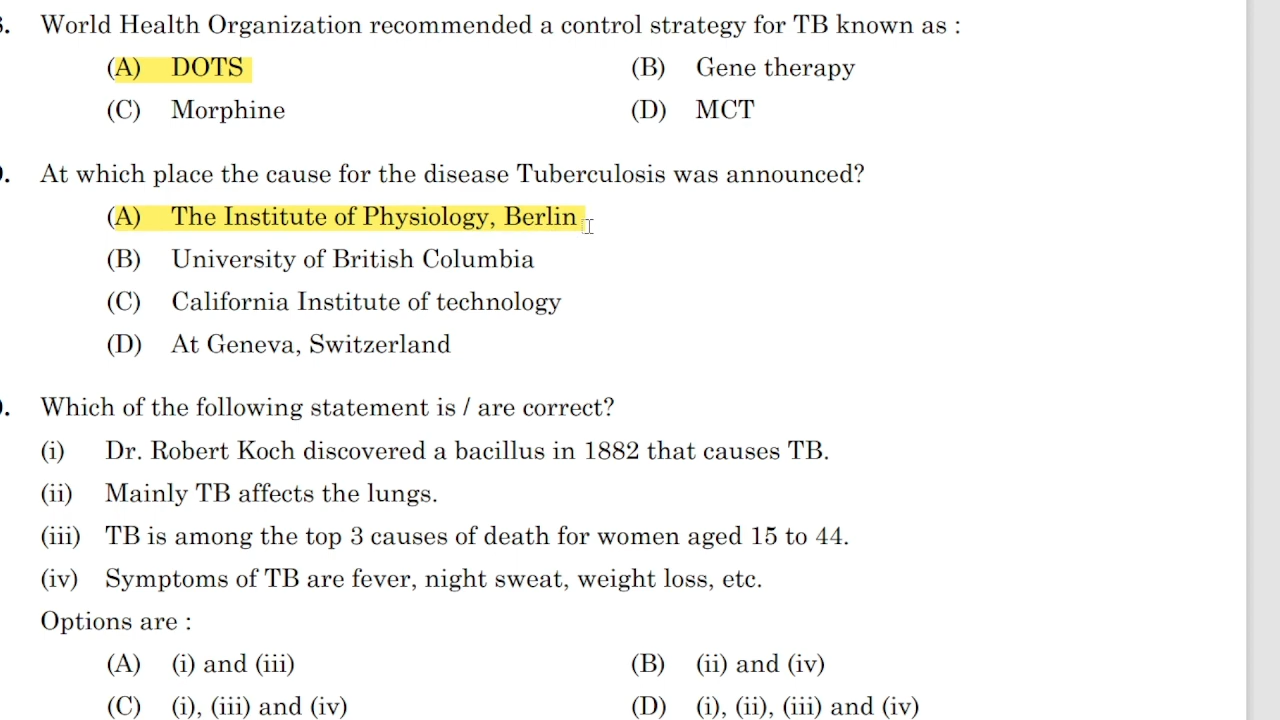 . World Health Organization recommended a control strategy for TB known as :
(A) DOTS (B) Gene therapy
(C) Morphine (D) MCT
. At which place the cause for the disease Tuberculosis was announced?
(A) The Institute of Physiology, Berlin
(B) University of British Columbia
(C) California Institute of technology
(D) At Geneva, Switzerland
. Which of the following statement is / are correct?
(i) Dr. Robert Koch discovered a bacillus in 1882 that causes TB.
(ii) Mainly TB affects the lungs.
(iii) TB is among the top 3 causes of death for women aged 15 to 44.
(iv) Symptoms of TB are fever, night sweat, weight loss, etc.
Options are :
(A) (i) and (iii) (B) (ii) and (iv)
(C) (i), (iii) and (iv) (D) (i), (ii), (iii) and (iv)